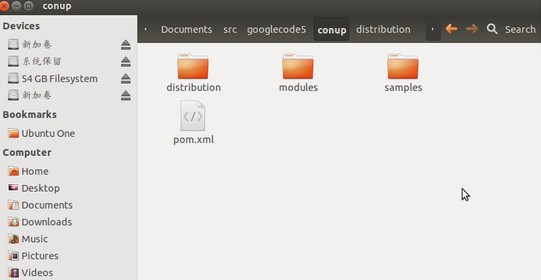 conup
Devices
新加卷
系统保留
54 GB Filesystem
新加卷
Bookmarks
Ubuntu One
Computer
Home
Desktop
Documents
Downloads
Music
Pictures
Videos
Documents src googlecode5 conup distribution Search
distribution modules samples
</>
pom.xml